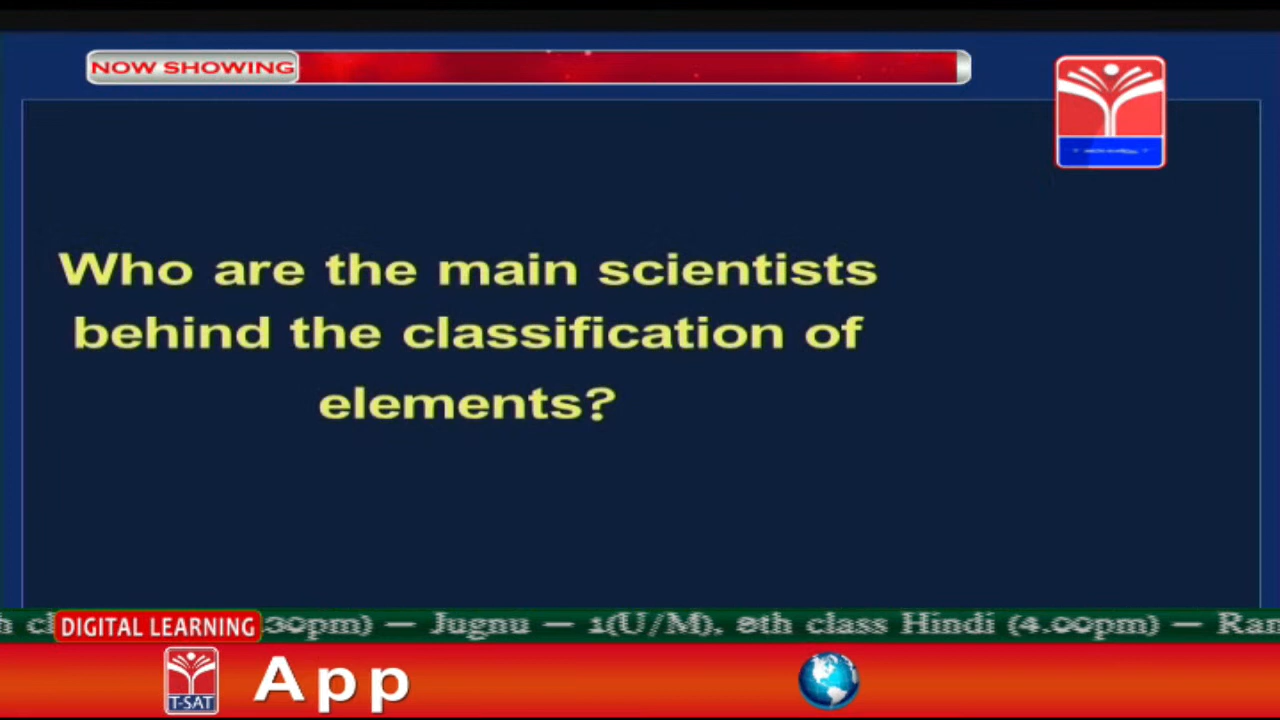 NOW SHOWING
Who are the main scientists
behind the classification of
elements?
DIGITAL LEARNING
30pm) — Jugnu — 1(U/M), 8th class Hindi (4.00pm) — Ran
T-SAT
App